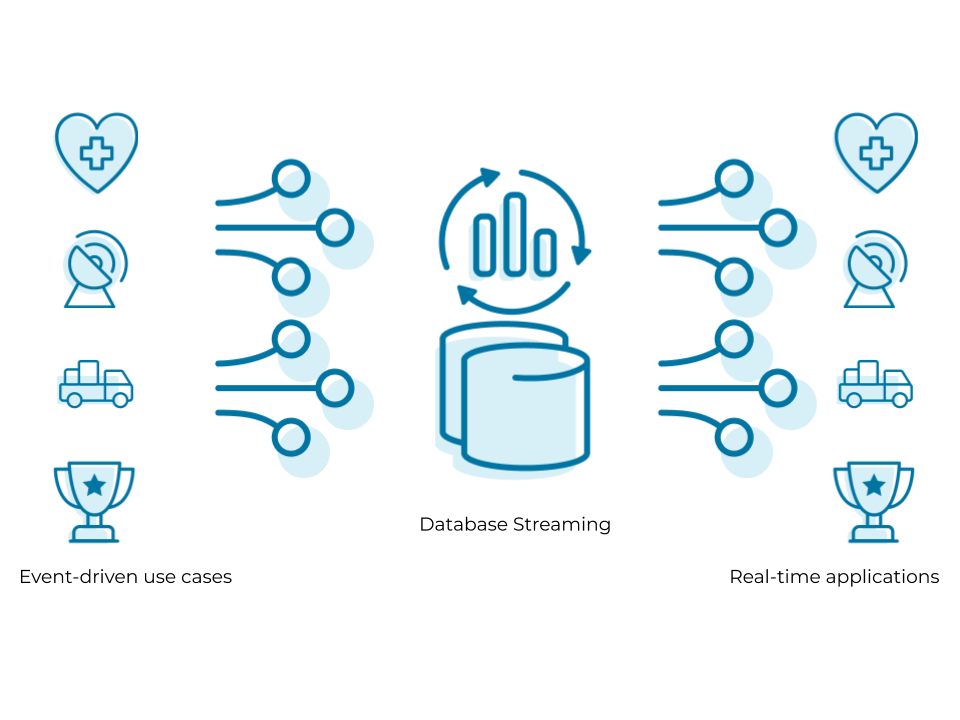 Database Streaming
Event-driven use cases
Real-time applications